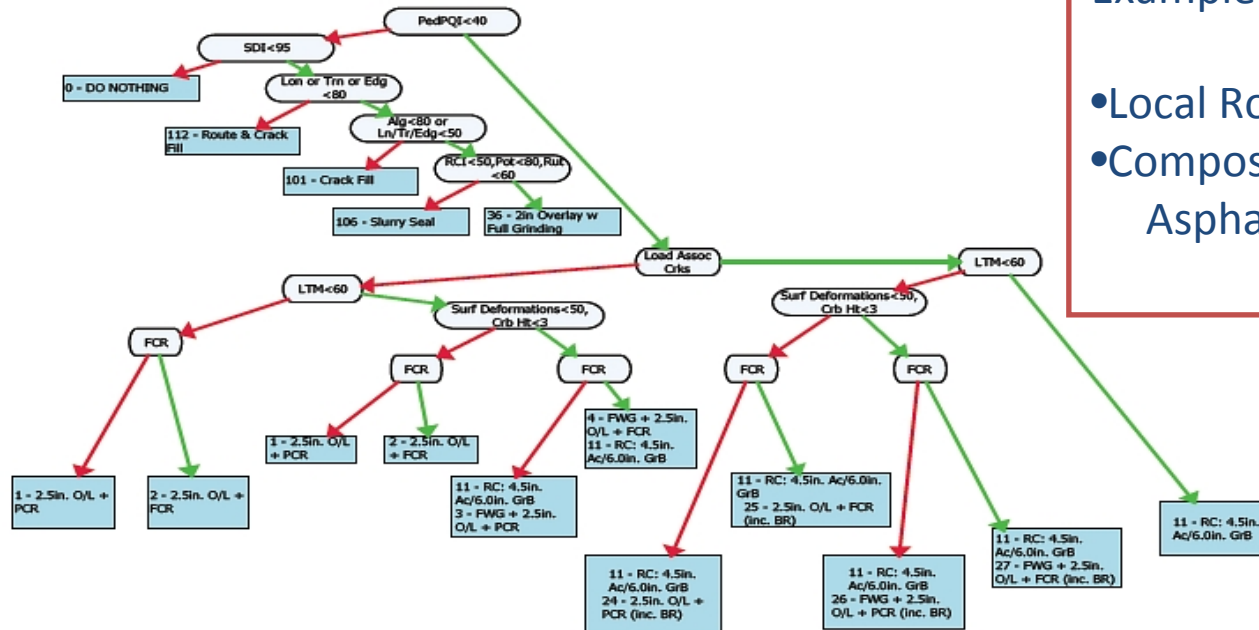 Example
•Local Ro
•Compos
Aspha
PedPQI<40
SDI<95
0 - DO NOTHING
Lon or Trn or Edg
<80
112 - Route & Crack
Fill
Alg<80 or
Ln/Tr/Edg<50
101 - Crack Fill
RCI<50,Pot<80,Rut
<60
106 - Slurry Seal
36 - 2in Overlay w
Full Grinding
Load Assoc
Crks
LTM<60
LTM<60
Surf Deformations<50,
Crb Ht<3
Surf Deformations<50,
Crb Ht<3
FCR
FCR
FCR
FCR
FCR
1 - 2.5in. O/L +
PCR
2 - 2.5in. O/L +
FCR
1 - 2.5in. O/L
+ PCR
2 - 2.5in. O/L
+ FCR
4 - FWG + 2.5in.
O/L + FCR
11 - RC: 4.5in.
Ac/6.0in. GrB
11 - RC: 4.5in.
Ac/6.0in. GrB
3 - FWG + 2.5in.
O/L + PCR
11 - RC: 4.5in.
Ac/6.0in. GrB
24 - 2.5in. O/L +
PCR (inc. BR)
11 - RC: 4.5in. Ac/6.0in.
GrB
25 - 2.5in. O/L + FCR
(inc. BR)
11 - RC: 4.5in.
Ac/6.0in. GrB
26 - FWG + 2.5in.
O/L + PCR (inc. BR)
11 - RC: 4.5in.
Ac/6.0in. GrB
27 - FWG + 2.5in.
O/L + FCR (inc. BR)
11 - RC: 4.5in.
Ac/6.0in. GrB